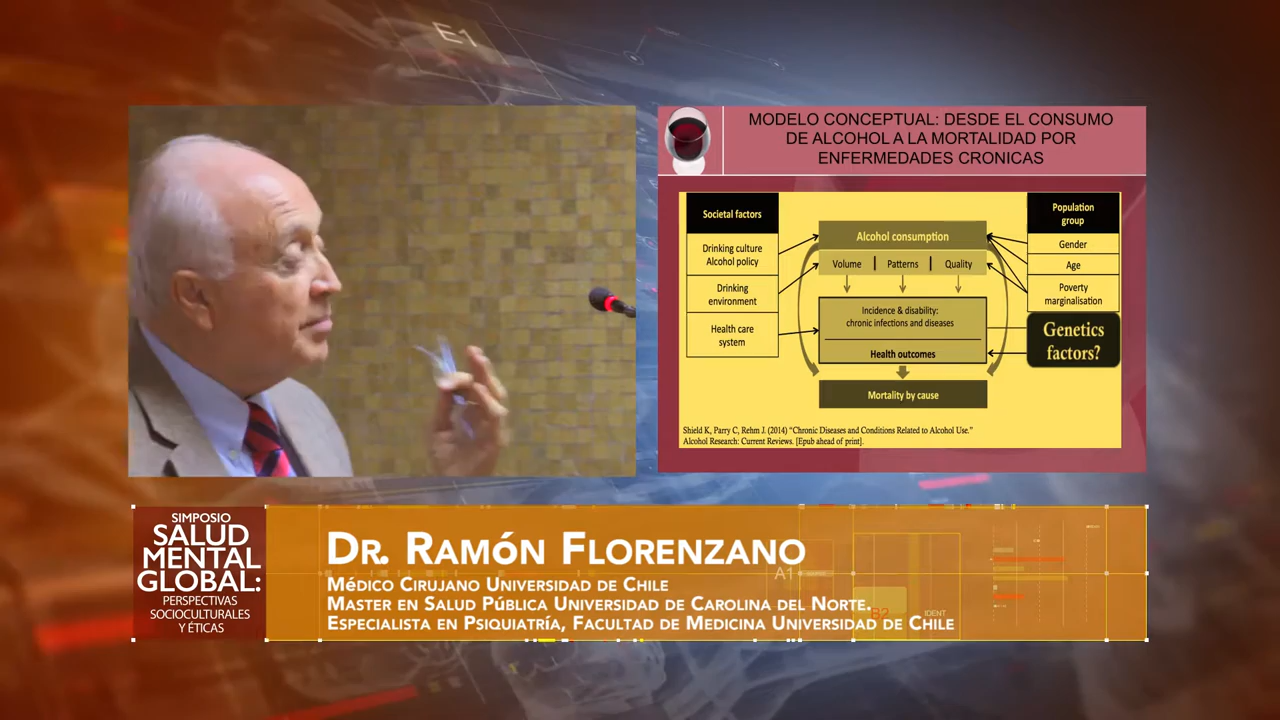 E1
MODELO CONCEPTUAL: DESDE EL CONSUMO
DE ALCOHOL A LA MORTALIDAD POR
ENFERMEDADES CRONICAS
Societal factors
Drinking culture
Alcohol policy
Drinking
environment
Health care
system
Alcohol consumption
Volume | Patterns | Quality
Incidence & disability:
chronic infections and diseases
Health outcomes
Mortality by cause
Population
group
Gender
Age
Poverty
marginalisation
Genetics
factors?
Shield K, Parry C, Rehm J. (2014) “Chronic Diseases and Conditions Related to Alcohol Use.”
Alcohol Research: Current Reviews. [Epub ahead of print].
SIMPOSIO
SALUD
MENTAL
GLOBAL:
PERSPECTIVAS
SOCIOCULTURALES
Y ÉTICAS
DR. RAMÓN FLORENZANO
MÉDICO CIRUJANO UNIVERSIDAD DE CHILE
MASTER EN SALUD PÚBLICA UNIVERSIDAD DE CAROLINA DEL NORTE.
ESPECIALISTA EN PSIQUIATRÍA, FACULTAD DE MEDICINA UNIVERSIDAD DE CHILE
A1
B2
IDENT